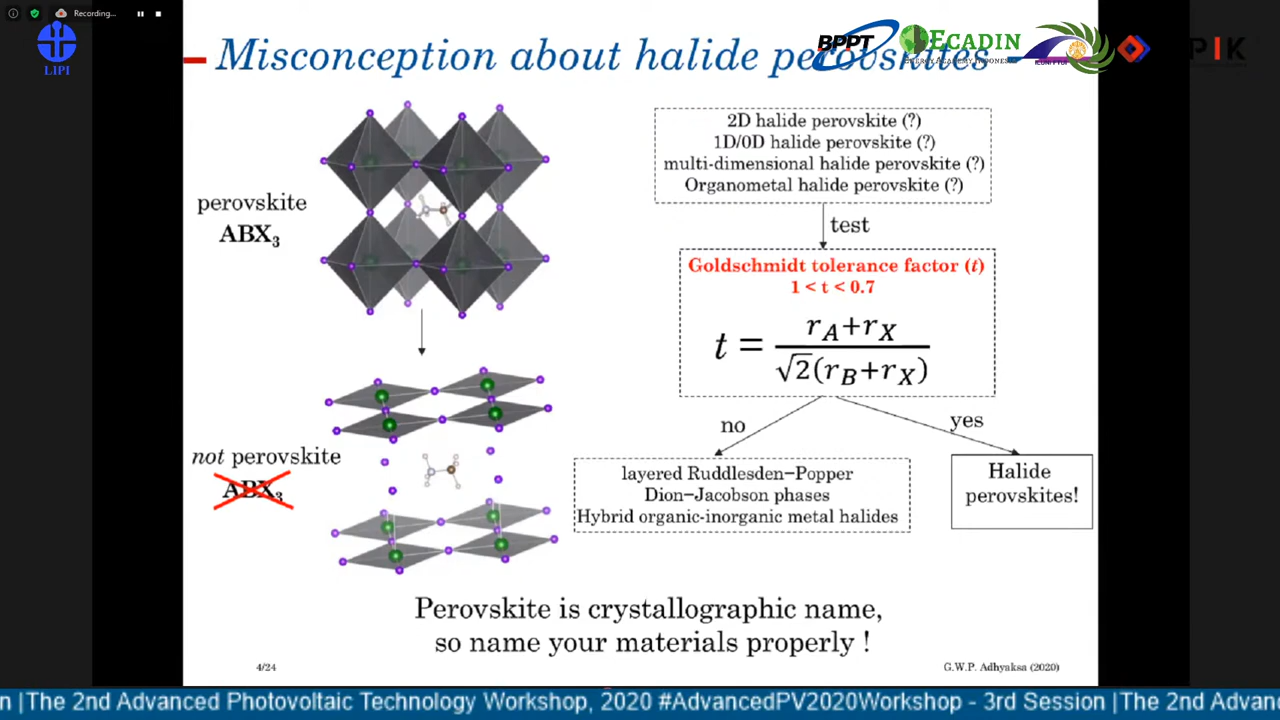 Recording...
LIPI
Misconception about halide perovskites
BPPT
ECADIN
ENERGY ACADEMY INDONESIA
PIK
perovskite
ABX₃
not perovskite
ABX₃
2D halide perovskite (?)
1D/0D halide perovskite (?)
multi-dimensional halide perovskite (?)
Organometal halide perovskite (?)
test
Goldschmidt tolerance factor (t)
1 < t < 0.7
t = (r_A+r_X) / (√2(r_B+r_X))
no
yes
layered Ruddlesden−Popper
Dion−Jacobson phases
Hybrid organic-inorganic metal halides
Halide
perovskites!
Perovskite is crystallographic name,
so name your materials properly !
4/24
G.W.P. Adhyaksa (2020)
n |The 2nd Advanced Photovoltaic Technology Workshop, 2020 #AdvancedPV2020Workshop - 3rd Session |The 2nd Advan